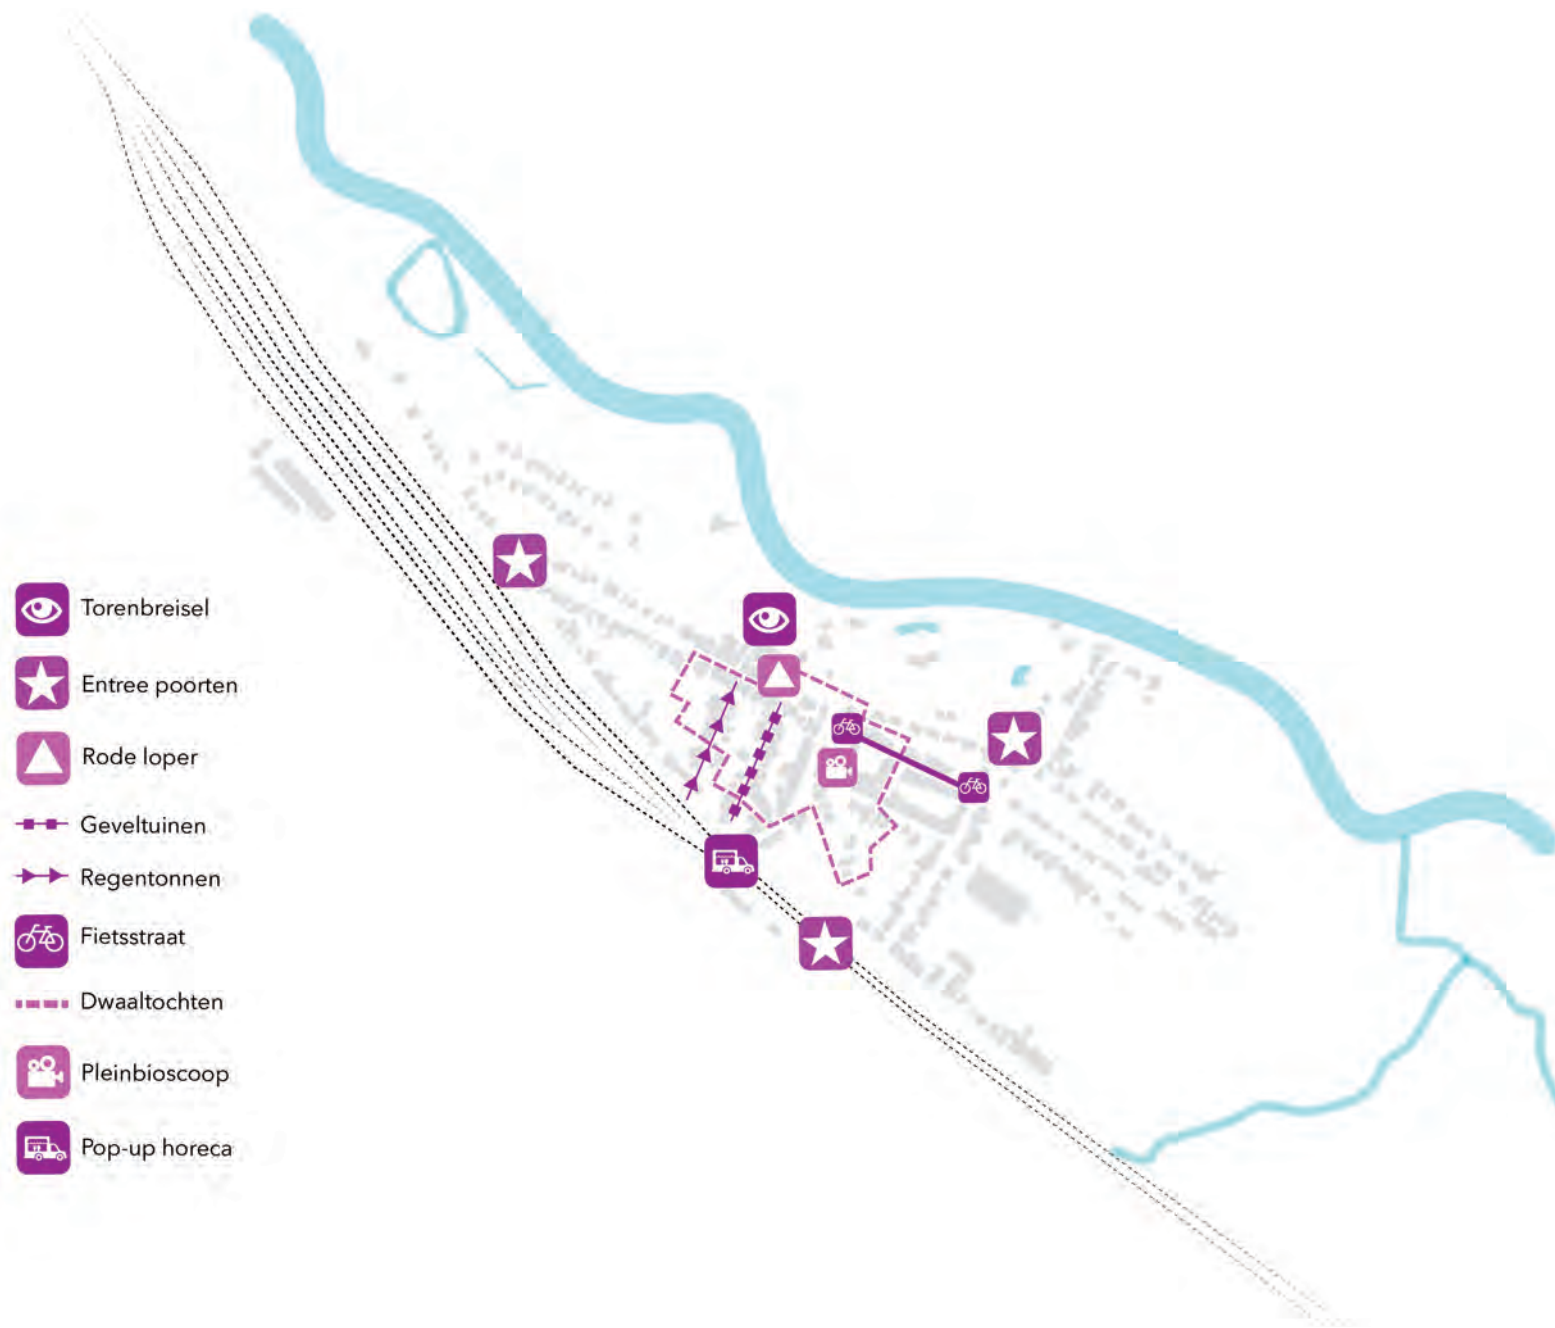 Torenbreisel
Entree poorten
Rode loper
Geveltuinen
Regentonnen
Fietsstraat
Dwaaltochten
Pleinbioscoop
Pop-up horeca